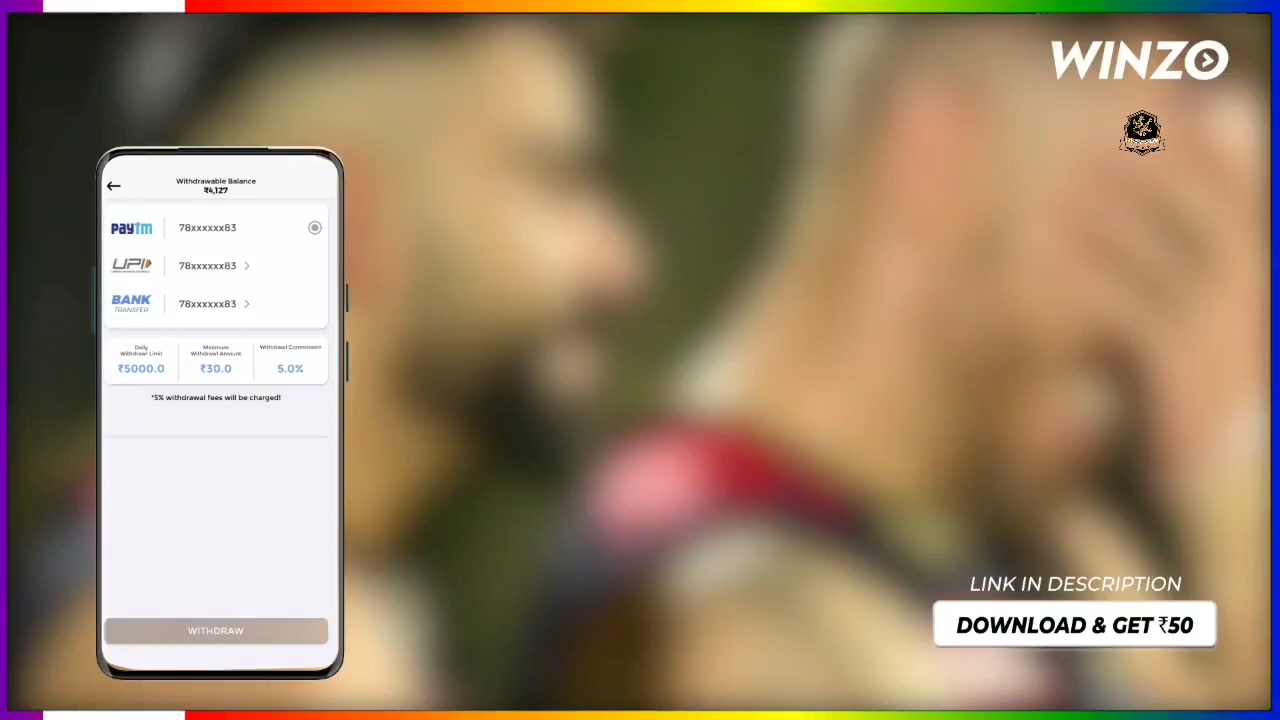 WINZO
Withdrawable Balance
₹4,127
paytm
78xxxxxx83
UPI
78xxxxxx83
BANK
TRANSFER
78xxxxxx83
Daily
Withdrawl Limit
₹5000.0
Minimum
Withdrawl Amount
₹30.0
Withdrawl Commission
5.0%
*5% withdrawal fees will be charged!
WITHDRAW
LINK IN DESCRIPTION
DOWNLOAD & GET ₹50